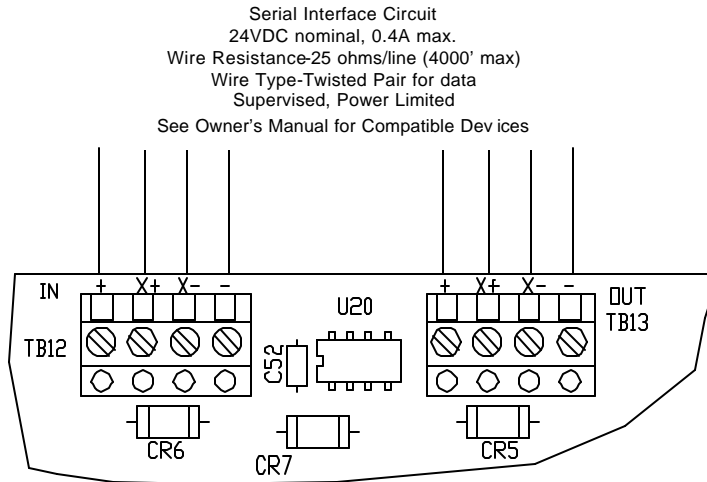 Serial Interface Circuit
24VDC nominal, 0.4A max.
Wire Resistance-25 ohms/line (4000' max)
Wire Type-Twisted Pair for data
Supervised, Power Limited
See Owner's Manual for Compatible Devices
IN + X+ X- -
+ X+ X- - OUT
TB12
U20
TB13
C52
CR6
CR7
CR5